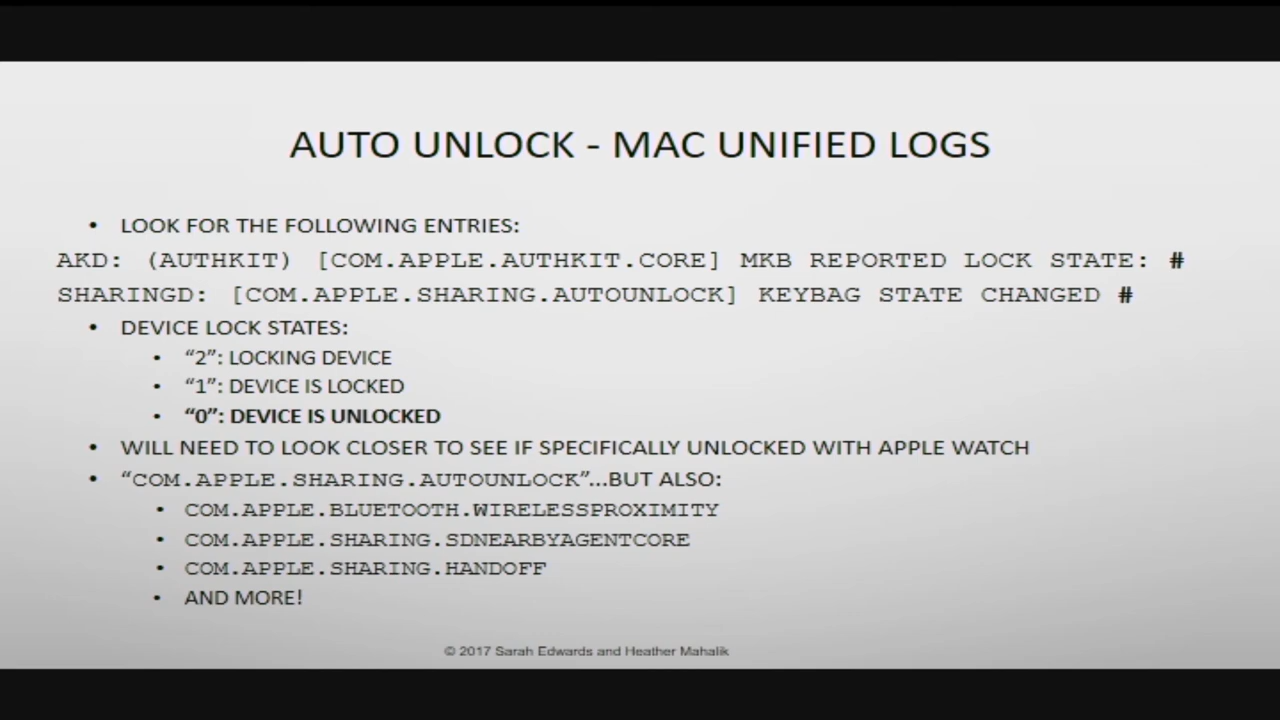 AUTO UNLOCK - MAC UNIFIED LOGS
• LOOK FOR THE FOLLOWING ENTRIES:
AKD: (AUTHKIT) [COM.APPLE.AUTHKIT.CORE] MKB REPORTED LOCK STATE: #
SHARINGD: [COM.APPLE.SHARING.AUTOUNLOCK] KEYBAG STATE CHANGED #
• DEVICE LOCK STATES:
• “2”: LOCKING DEVICE
• “1”: DEVICE IS LOCKED
• “0”: DEVICE IS UNLOCKED
• WILL NEED TO LOOK CLOSER TO SEE IF SPECIFICALLY UNLOCKED WITH APPLE WATCH
• “COM.APPLE.SHARING.AUTOUNLOCK”…BUT ALSO:
• COM.APPLE.BLUETOOTH.WIRELESSPROXIMITY
• COM.APPLE.SHARING.SDNEARBYAGENTCORE
• COM.APPLE.SHARING.HANDOFF
• AND MORE!
© 2017 Sarah Edwards and Heather Mahalik